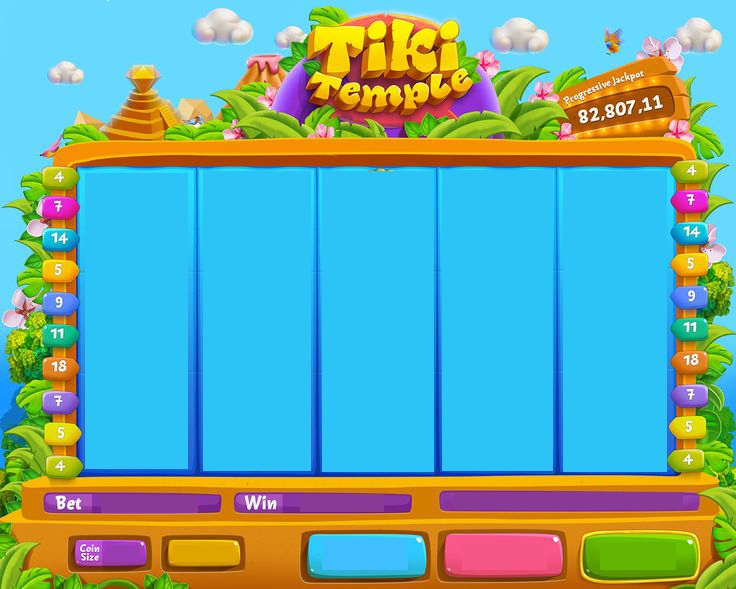 Tiki
Temple
Progressive Jackpot
82,807,11
4 4
7 7
14 14
5 5
9 9
11 11
18 18
7 7
5 5
4 4
Bet Win
Coin
Size